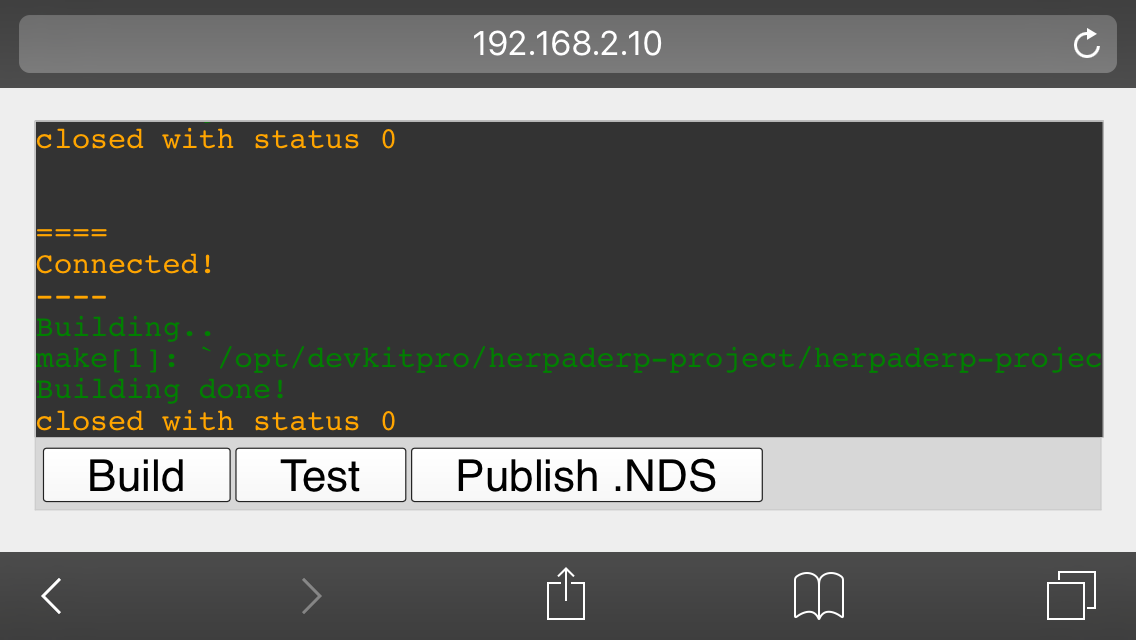 192.168.2.10
closed with status 0
====
Connected!
----
Building..
make[1]: `/opt/devkitpro/herpaderp-project/herpaderp-projec
Building done!
closed with status 0
Build Test Publish .NDS